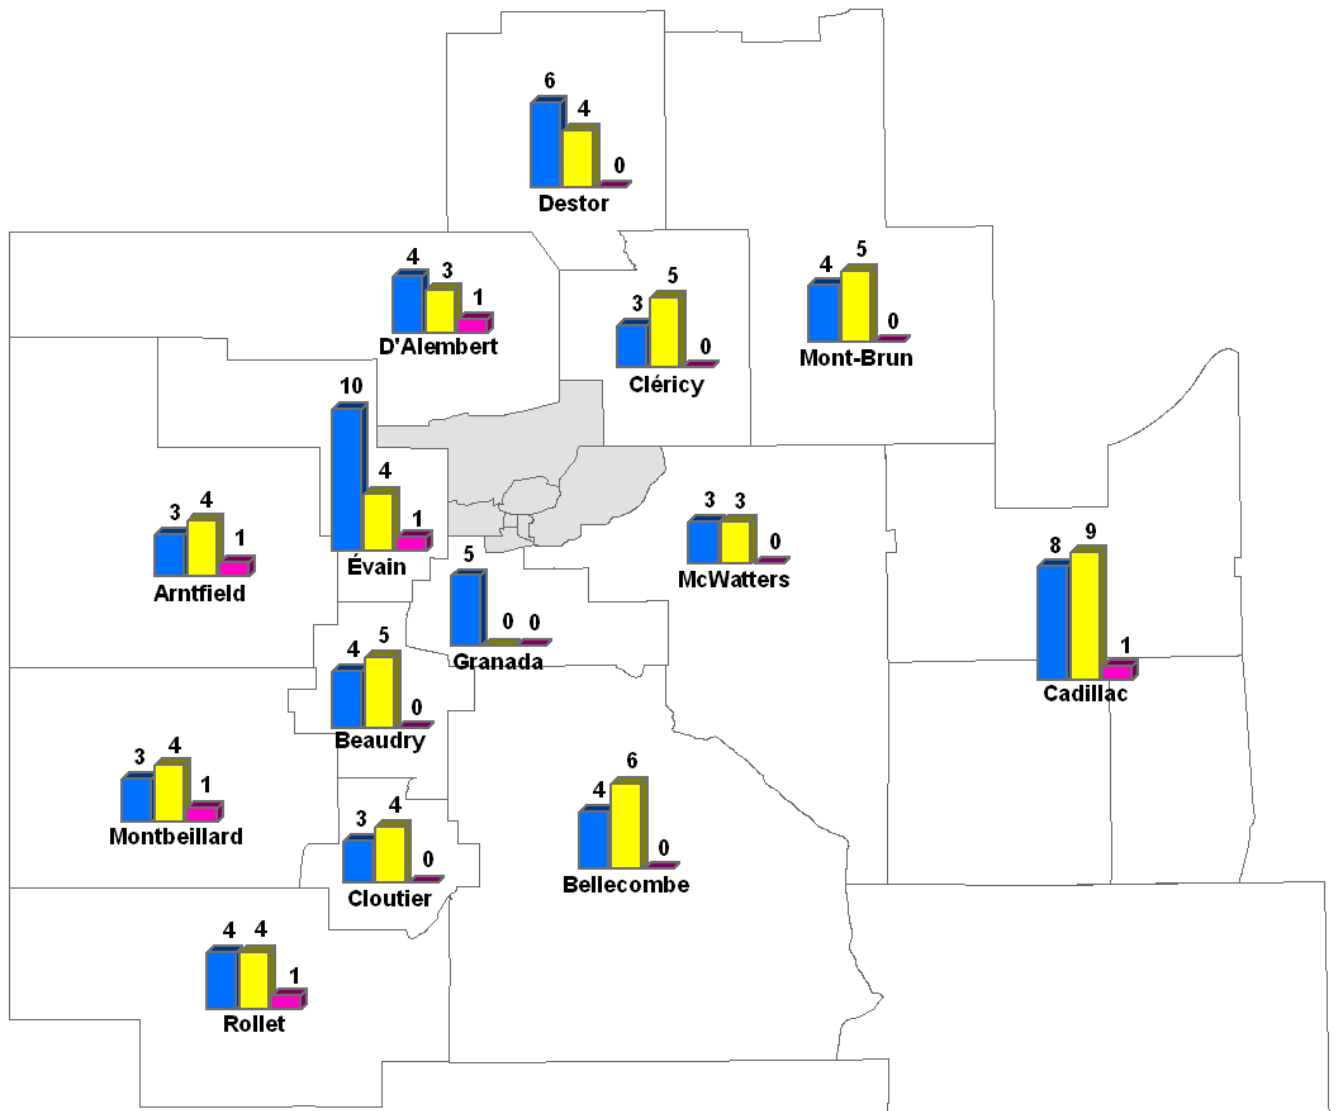 6 4 0
Destor
4 3 1
D'Alembert
3 5 0
Cléricy
4 5 0
Mont-Brun
10 4 1
Évain
3 4 1
Arntfield
5 0 0
Granada
3 3 0
McWatters
8 9 1
Cadillac
4 5 0
Beaudry
3 4 1
Montbeillard
3 4 0
Cloutier
4 6 0
Bellecombe
4 4 1
Rollet